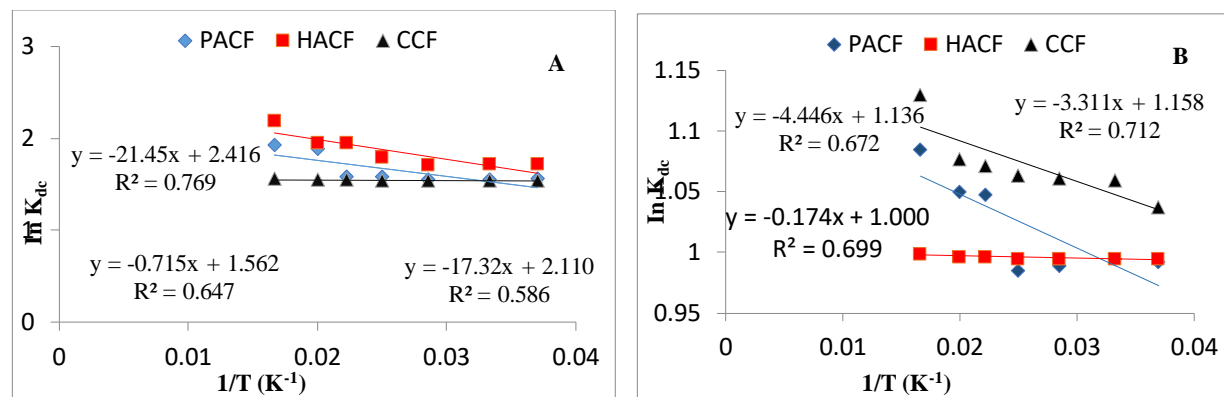 PACF HACF CCF
A
3
2
1
0
ln K_dc
y = -21.45x + 2.416
R² = 0.769
y = -0.715x + 1.562
R² = 0.647
y = -17.32x + 2.110
R² = 0.586
0 0.01 0.02 0.03 0.04
1/T (K⁻¹)
PACF HACF CCF
B
1.15
1.1
1.05
1
0.95
ln K_dc
y = -4.446x + 1.136
R² = 0.672
y = -3.311x + 1.158
R² = 0.712
y = -0.174x + 1.000
R² = 0.699
0 0.01 0.02 0.03 0.04
1/T (K⁻¹)